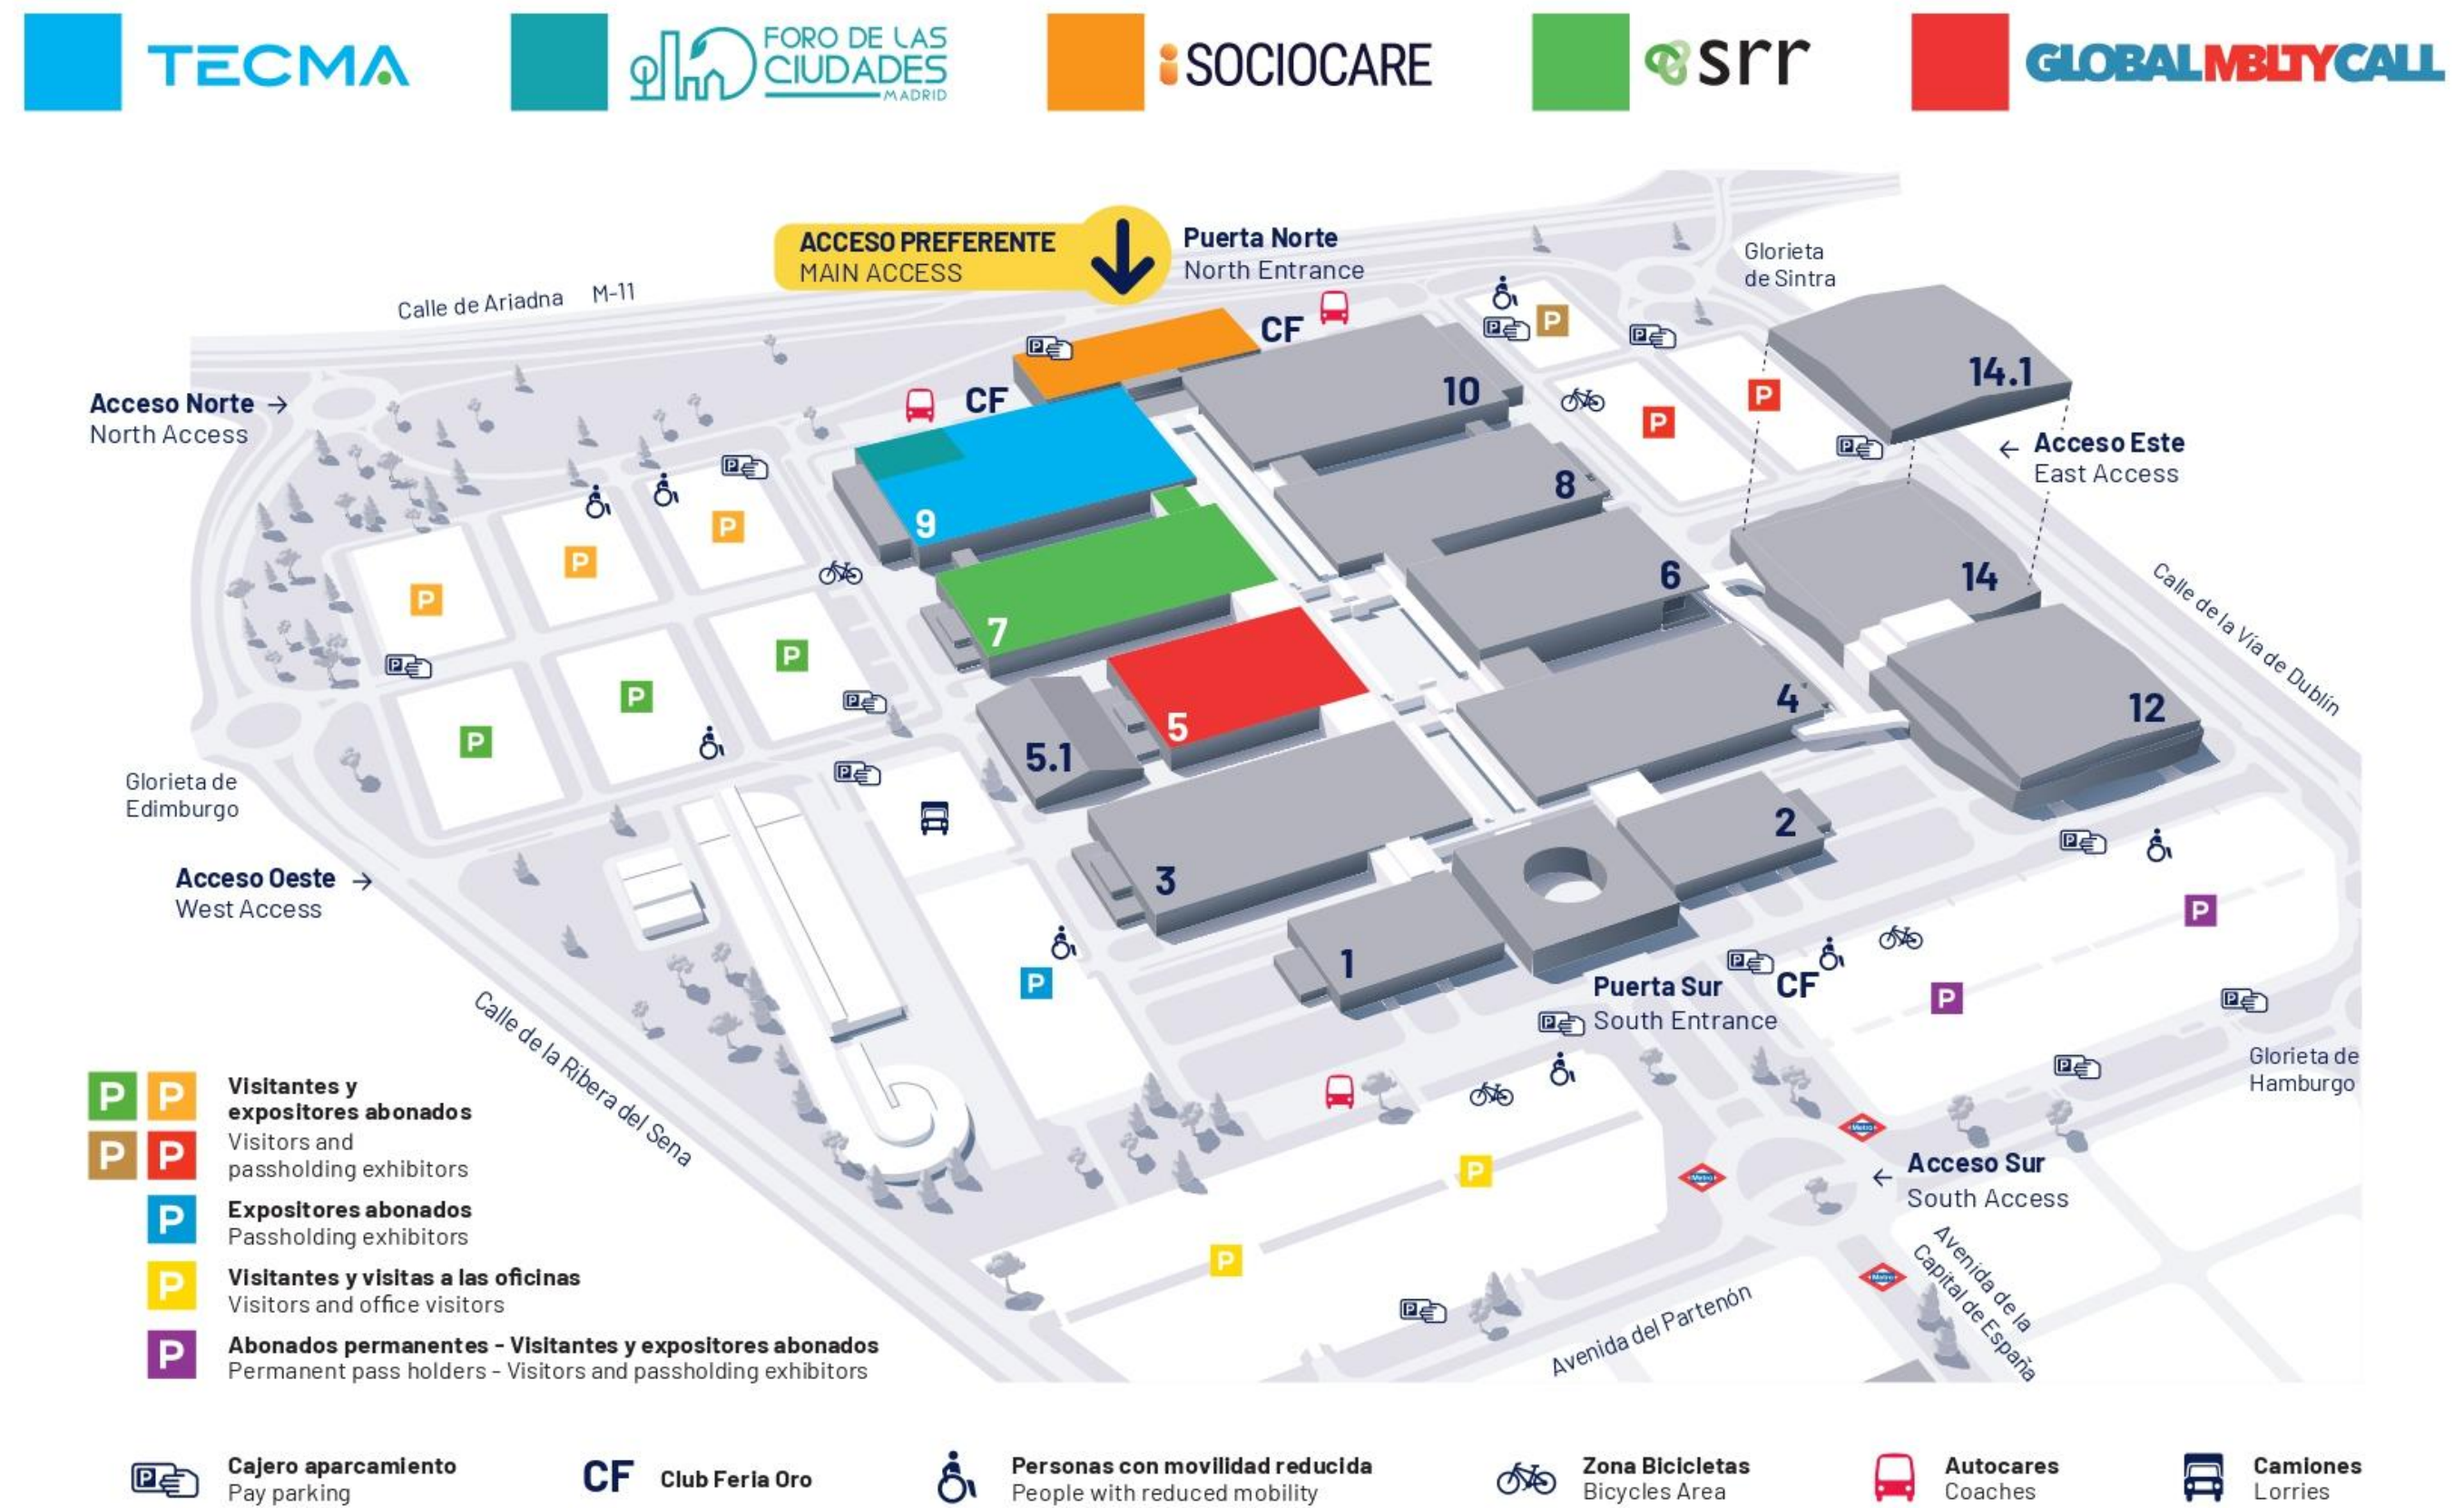 TECMA
FORO DE LAS
CIUDADES
MADRID
SOCIOCARE
srr
GLOBALMBLTYCALL
ACCESO PREFERENTE
MAIN ACCESS
Puerta Norte
North Entrance
Glorieta
de Sintra
Calle de Ariadna M-11
CF
P
P
P
14.1
10
P
P
Acceso Norte →
North Access
CF
← Acceso Este
East Access
P
P
8
9
P
P
P
6
14
Calle de la Vía de Dublín
7
P
P
P
P
5
4
12
5.1
P
Glorieta de
Edimburgo
2
P
3
Acceso Oeste →
West Access
P
1
P
P
CF
Puerta Sur
P
South Entrance
P
P
Calle de la Ribera del Sena
Glorieta de
Hamburgo
P
Metro
Acceso Sur
← South Access
Metro
P
P
Metro
Avenida de la
Capital de España
P
Avenida del Partenón
P P
Visitantes y
expositores abonados
P P
Visitors and
passholding exhibitors
P
Expositores abonados
Passholding exhibitors
P
Visitantes y visitas a las oficinas
Visitors and office visitors
P
Abonados permanentes - Visitantes y expositores abonados
Permanent pass holders - Visitors and passholding exhibitors
P
Cajero aparcamiento
Pay parking
CF Club Feria Oro
Personas con movilidad reducida
People with reduced mobility
Zona Bicicletas
Bicycles Area
Autocares
Coaches
Camiones
Lorries